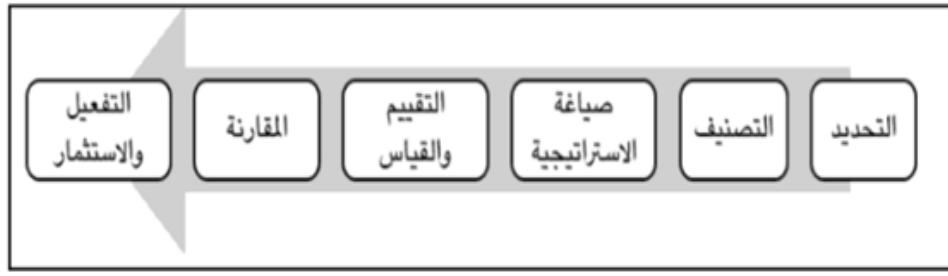 التحديد
التصنيف
صياغة
الاستراتيجية
التقييم
والقياس
المقارنة
التفعيل
والاستثمار